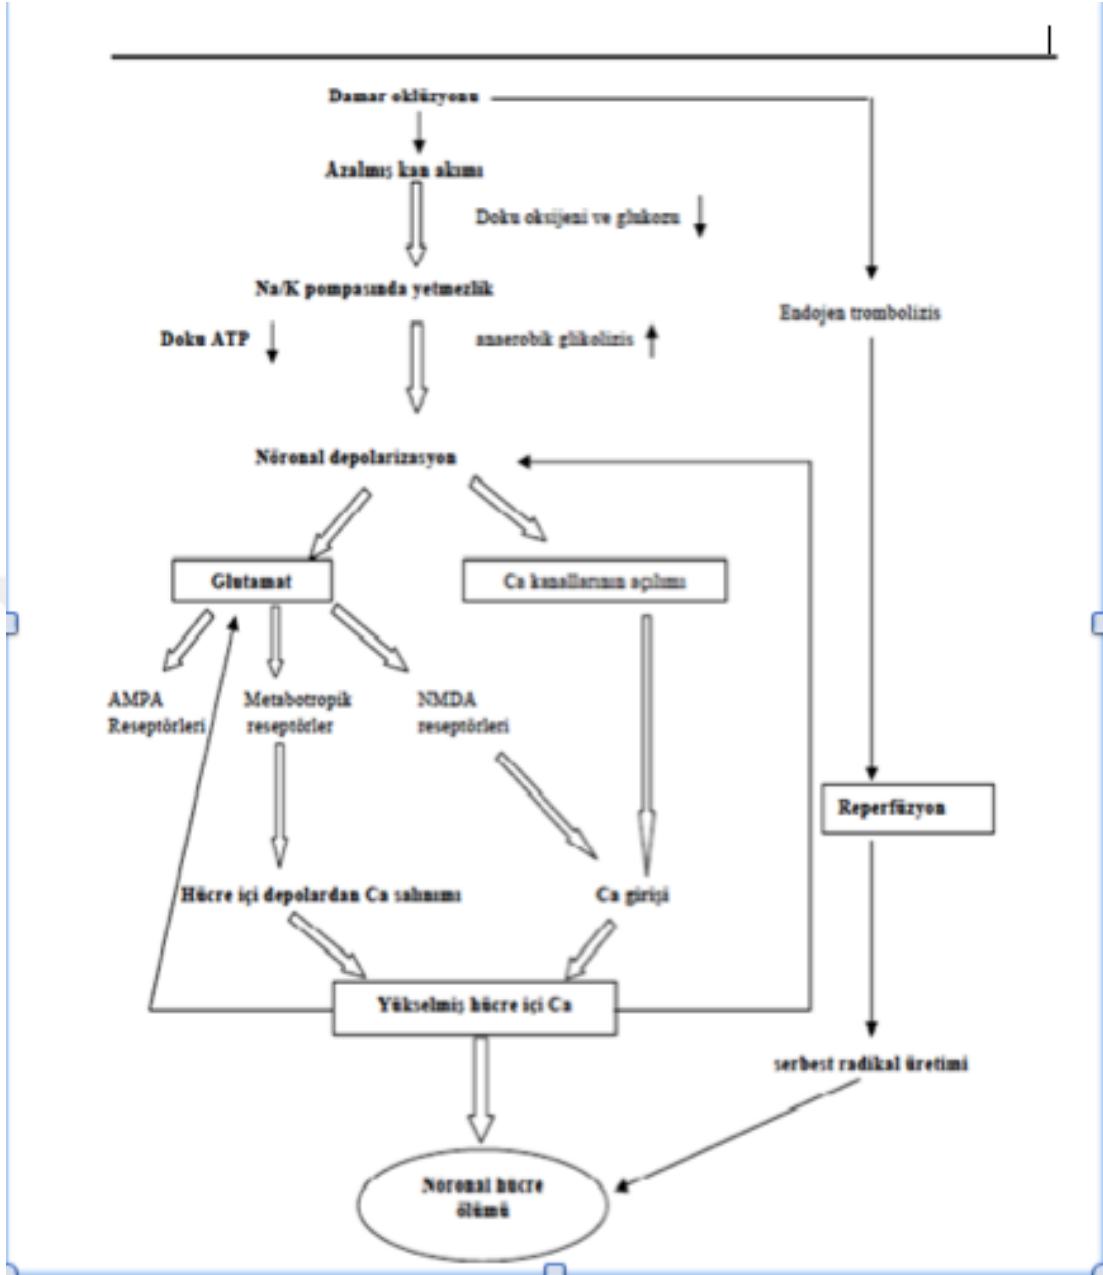 Damar oklüzyonu
Azalmış kan akımı
Doku oksijeni ve glukozu
Na/K pompasında yetmezlik
Endojen trombolizis
Doku ATP
anaerobik glikolizis
Nöronal depolarizasyon
Glutamat
Ca kanallarının açılımı
AMPA
Reseptörleri
Metabotropik
reseptörler
NMDA
reseptörleri
Reperfüzyon
Hücre içi depolardan Ca salınımı
Ca girişi
Yükselmiş hücre içi Ca
serbest radikal üretimi
Nöronal hücre
ölümü